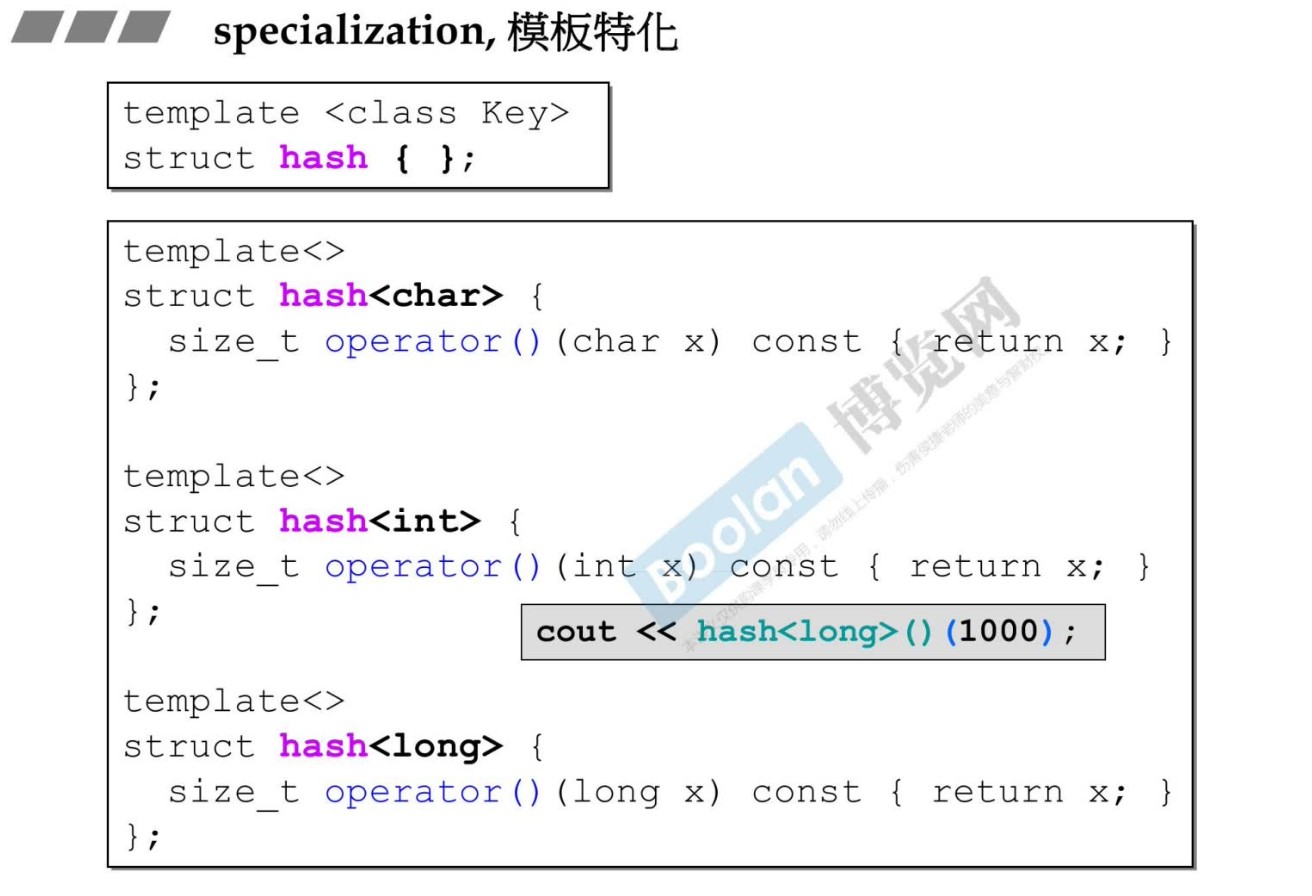 specialization, 模板特化
template <class Key>
struct hash { };
template<>
struct hash<char> {
  size_t operator()(char x) const { return x; }
};
template<>
struct hash<int> {
  size_t operator()(int x) const { return x; }
};
cout << hash<long>()(1000);
template<>
struct hash<long> {
  size_t operator()(long x) const { return x; }
};
Boolan 博览网